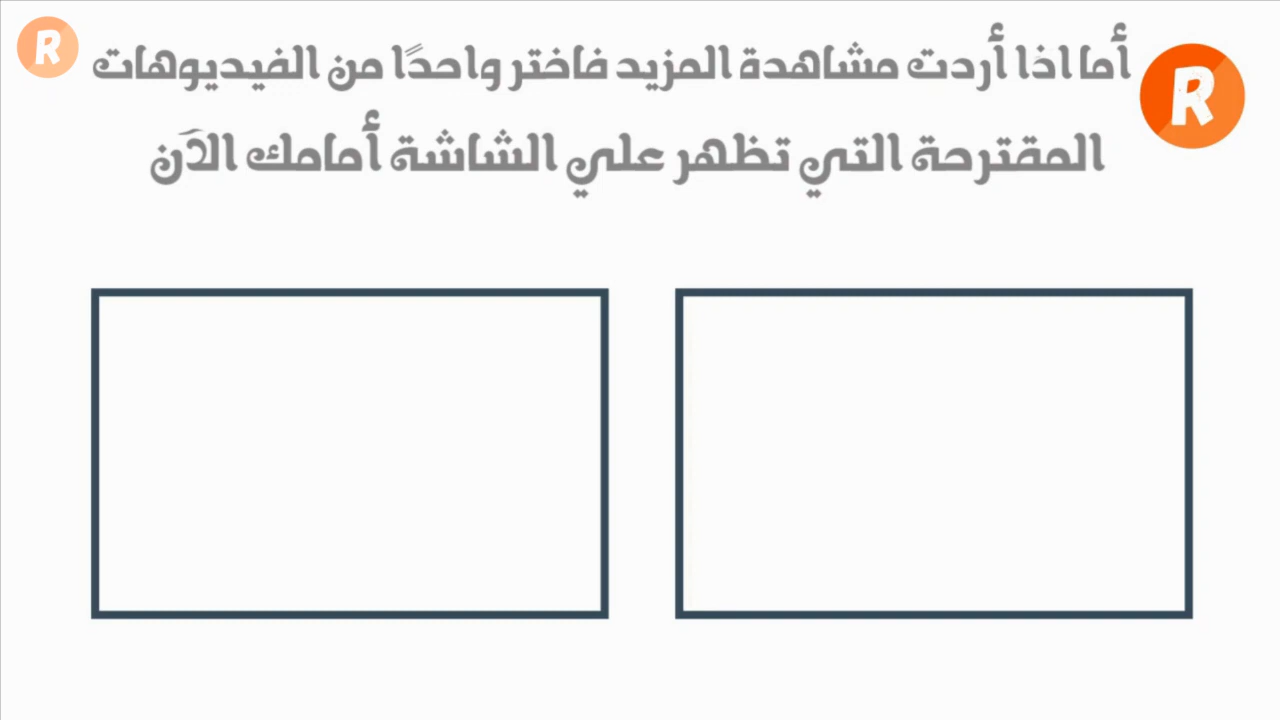 أما اذا أردت مشاهدة المزيد فاختر واحدًا من الفيديوهات
المقترحة التي تظهر علي الشاشة أمامك الآن
R
R